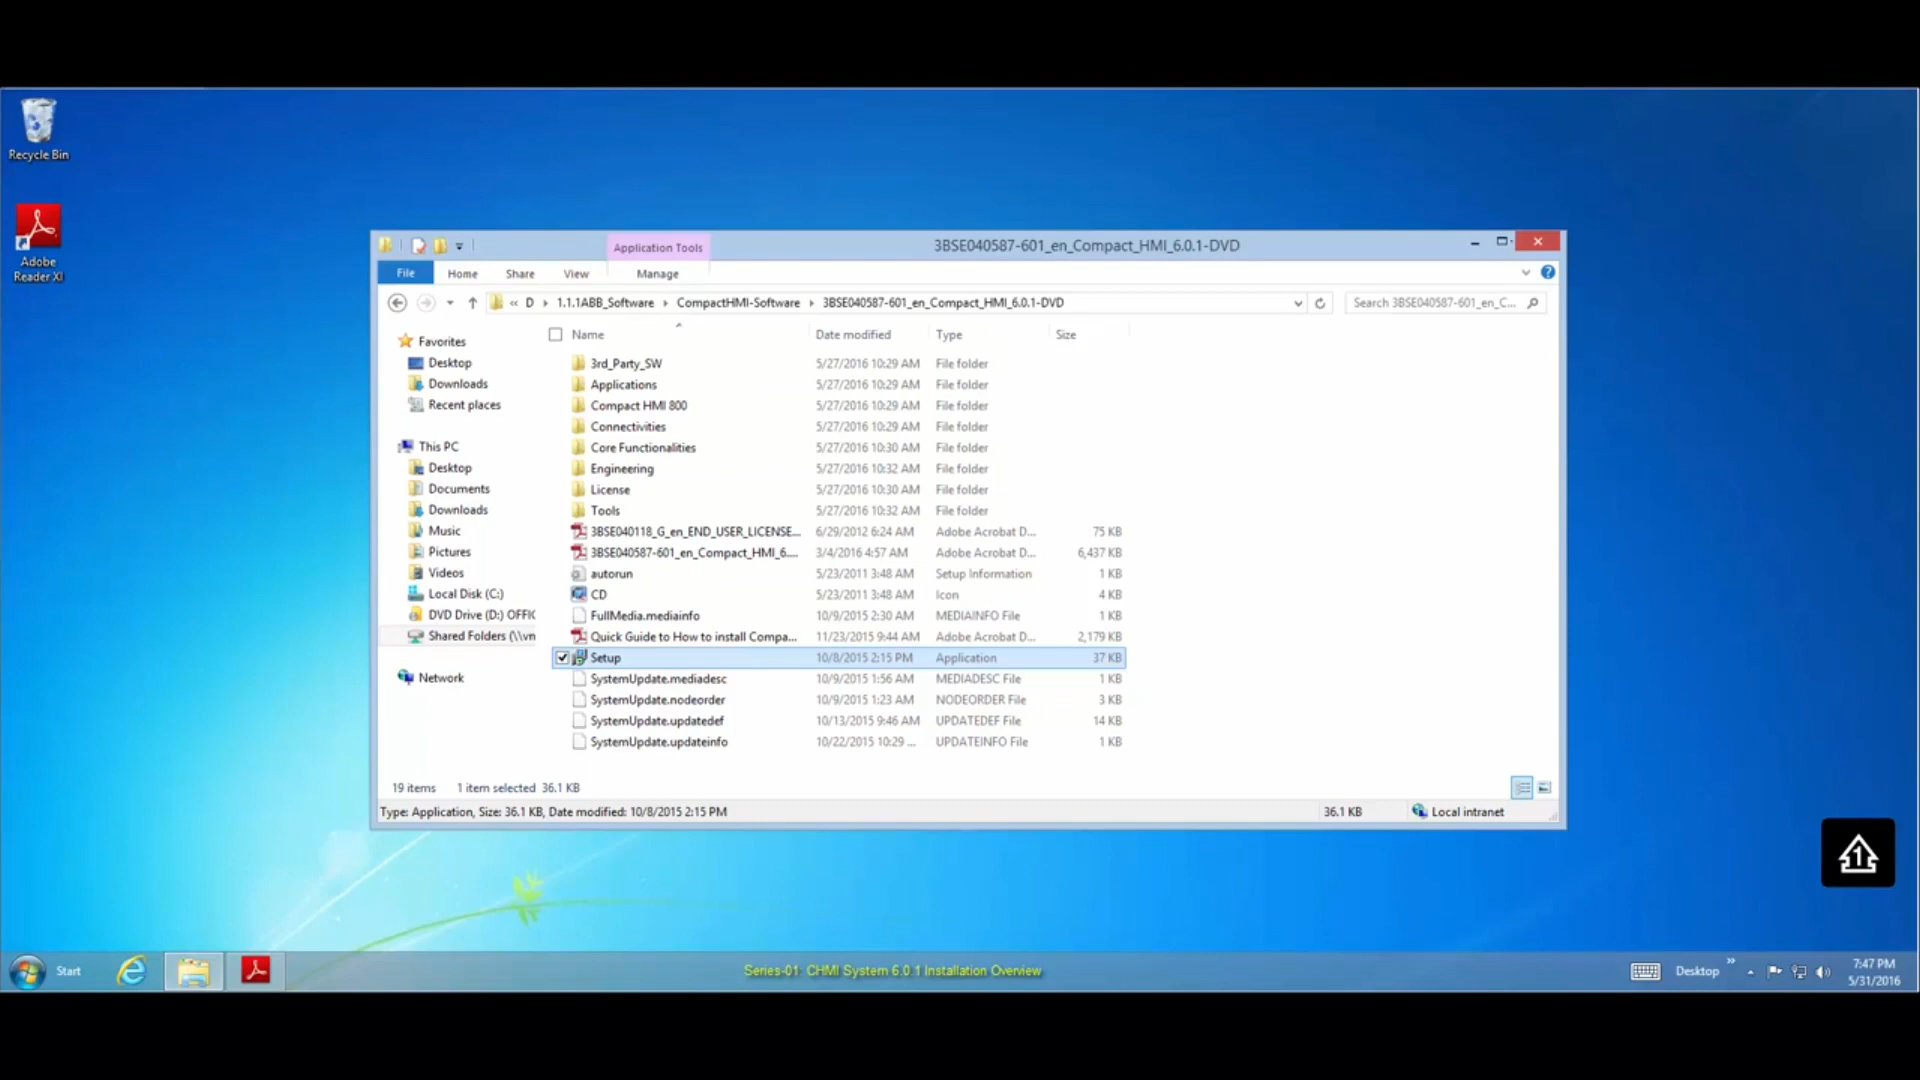 Recycle Bin
Adobe
Reader XI
Application Tools
3BSE040587-601_en_Compact_HMI_6.0.1-DVD
File Home Share View Manage
« D 1.1.1ABB_Software CompactHMI-Software 3BSE040587-601_en_Compact_HMI_6.0.1-DVD
Search 3BSE040587-601_en_C...
Favorites
Desktop
Downloads
Recent places
This PC
Desktop
Documents
Downloads
Music
Pictures
Videos
Local Disk (C:)
DVD Drive (D:) OFFIC
Shared Folders (\\vm
Network
Name Date modified Type Size
3rd_Party_SW 5/27/2016 10:29 AM File folder
Applications 5/27/2016 10:29 AM File folder
Compact HMI 800 5/27/2016 10:29 AM File folder
Connectivities 5/27/2016 10:29 AM File folder
Core Functionalities 5/27/2016 10:30 AM File folder
Engineering 5/27/2016 10:32 AM File folder
License 5/27/2016 10:30 AM File folder
Tools 5/27/2016 10:32 AM File folder
3BSE040118_G_en_END_USER_LICENSE... 6/29/2012 6:24 AM Adobe Acrobat D... 75 KB
3BSE040587-601_en_Compact_HMI_6.... 3/4/2016 4:57 AM Adobe Acrobat D... 6,437 KB
autorun 5/23/2011 3:48 AM Setup Information 1 KB
CD 5/23/2011 3:48 AM Icon 4 KB
FullMedia.mediainfo 10/9/2015 2:30 AM MEDIAINFO File 1 KB
Quick Guide to How to install Compa... 11/23/2015 9:44 AM Adobe Acrobat D... 2,179 KB
Setup 10/8/2015 2:15 PM Application 37 KB
SystemUpdate.mediadesc 10/9/2015 1:56 AM MEDIADESC File 1 KB
SystemUpdate.nodeorder 10/9/2015 1:23 AM NODEORDER File 3 KB
SystemUpdate.updatedef 10/13/2015 9:46 AM UPDATEDEF File 14 KB
SystemUpdate.updateinfo 10/22/2015 10:29 ... UPDATEINFO File 1 KB
19 items 1 item selected 36.1 KB
Type: Application, Size: 36.1 KB, Date modified: 10/8/2015 2:15 PM
36.1 KB
Local intranet
1
Start
Series-01: CHMI System 6.0.1 Installation Overview
Desktop
7:47 PM
5/31/2016